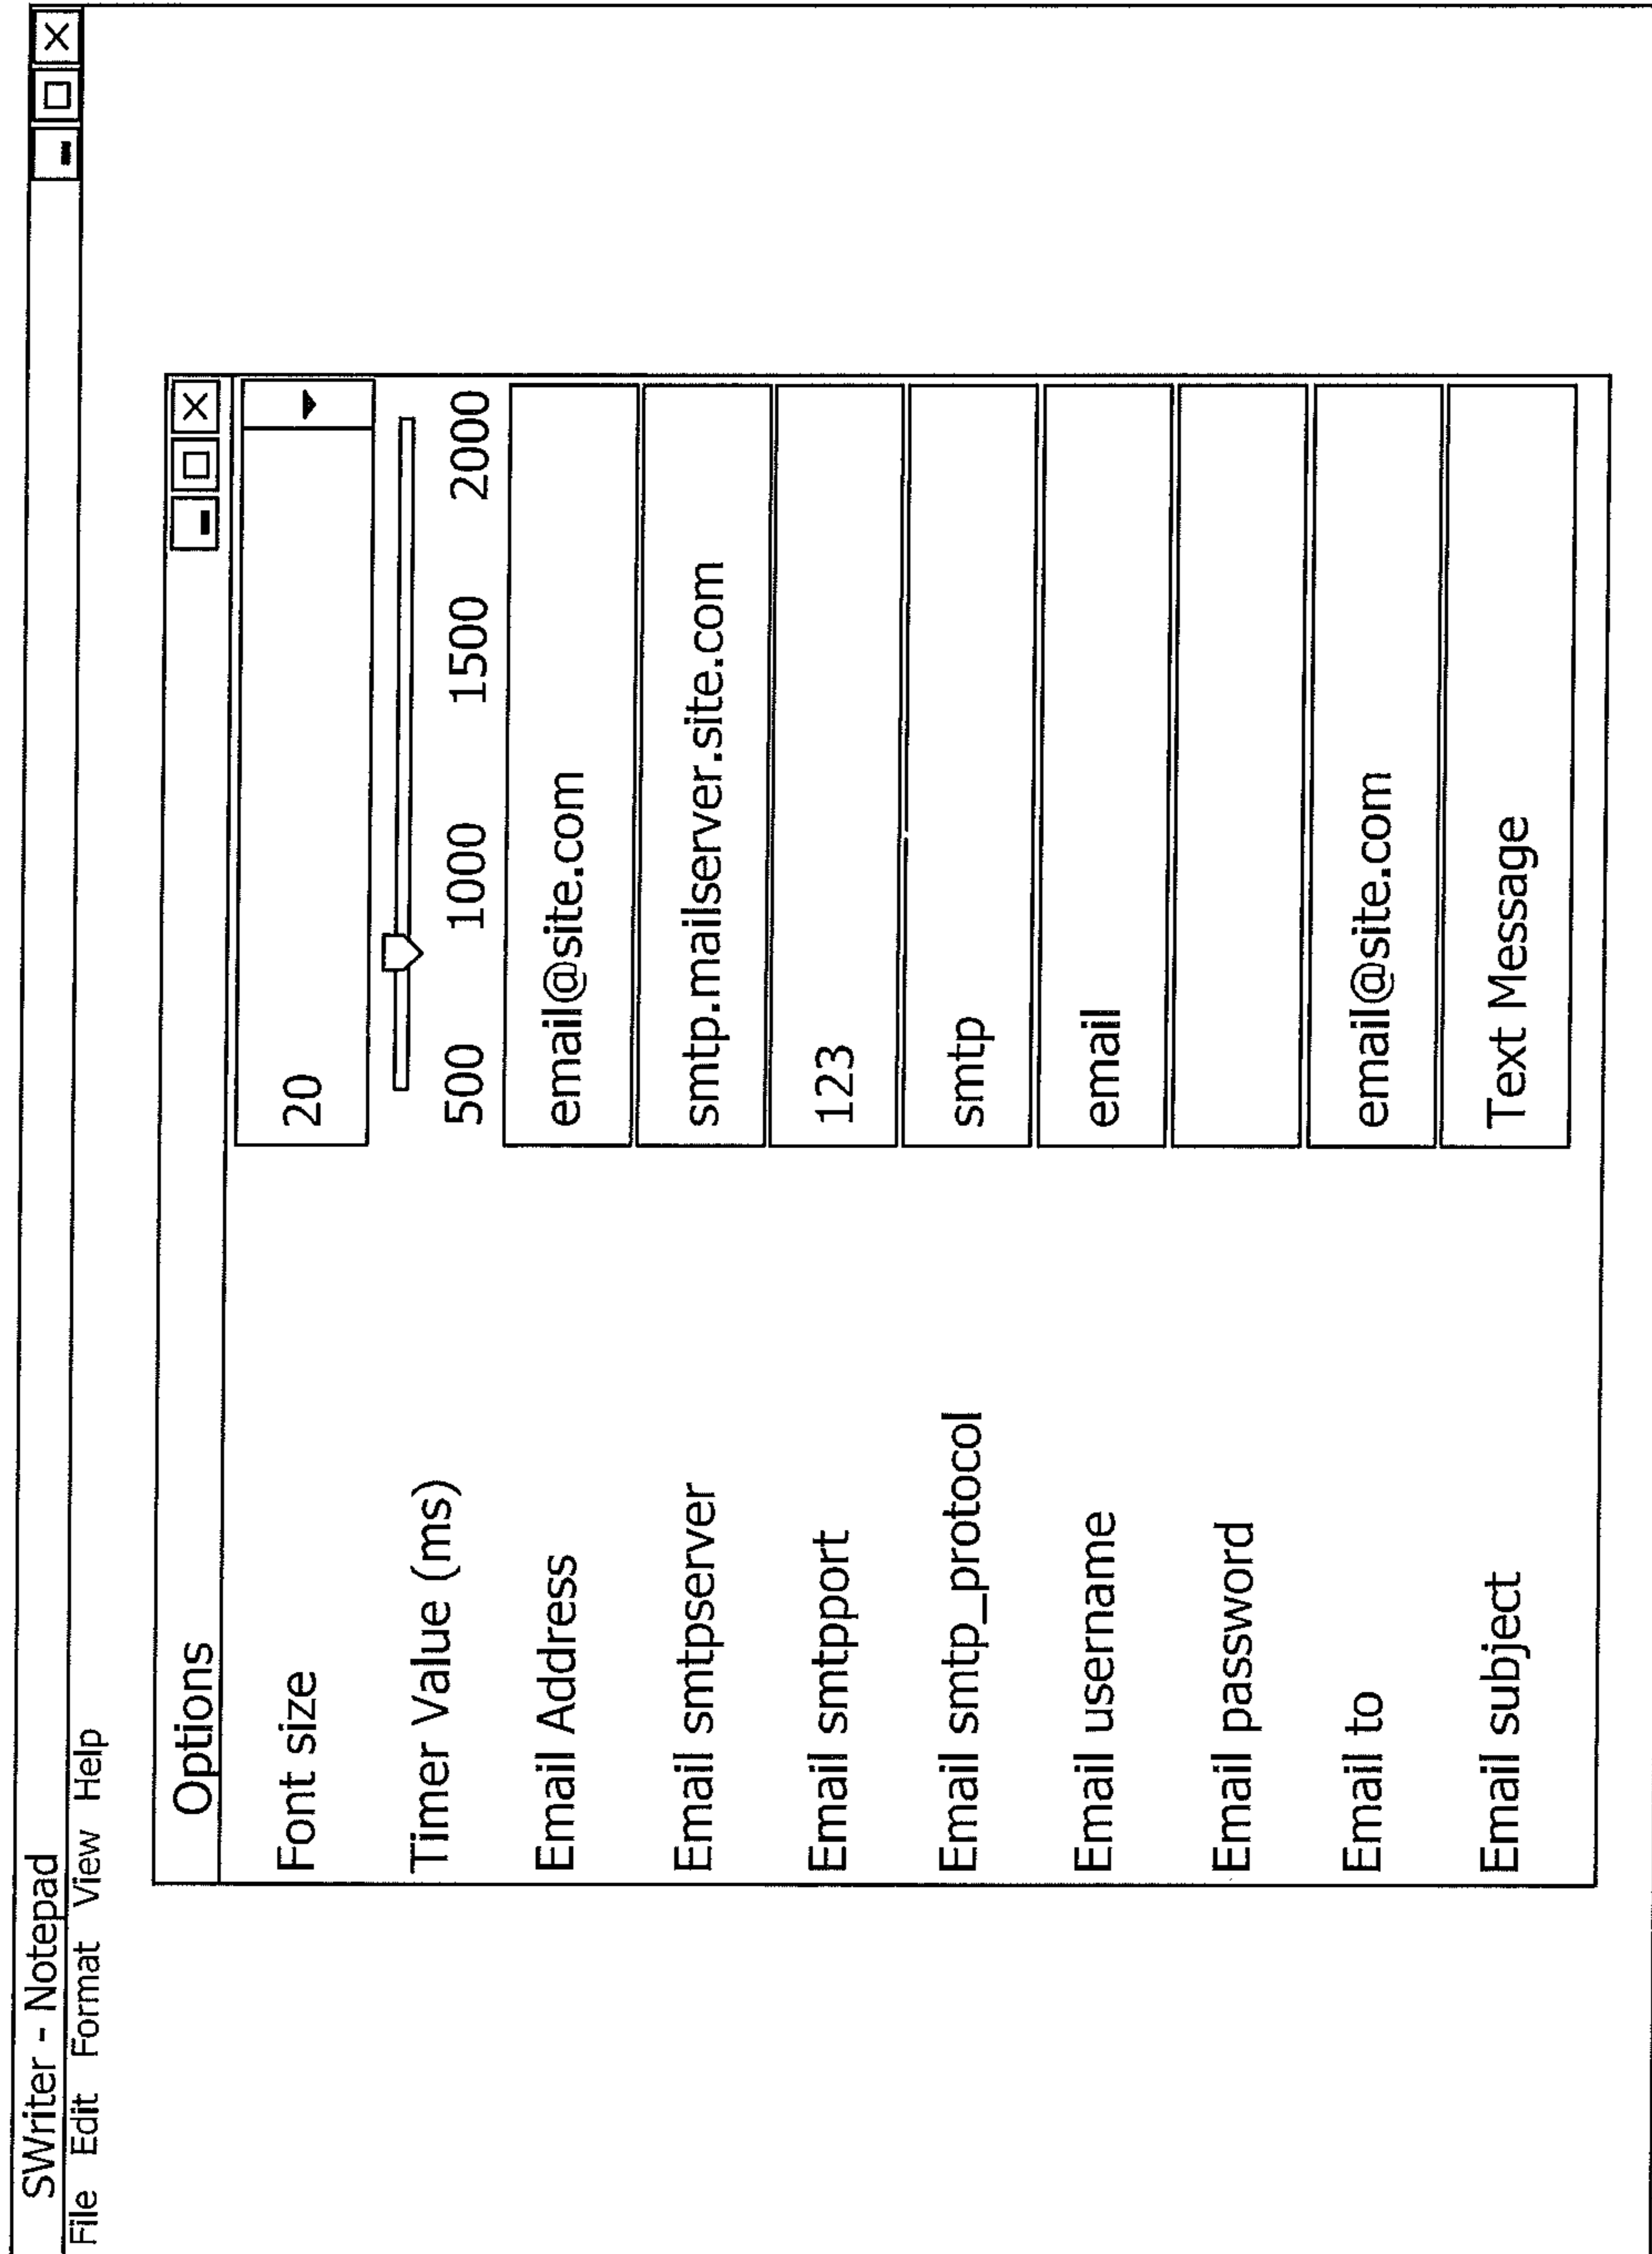 SWriter - Notepad
File Edit Format View Help
Options
Font size 20
Timer Value (ms)
500 1000 1500 2000
Email Address email@site.com
Email smtpserver smtp.mailserver.site.com
Email smtpport 123
Email smtp_protocol smtp
Email username email
Email password
Email to email@site.com
Email subject Text Message